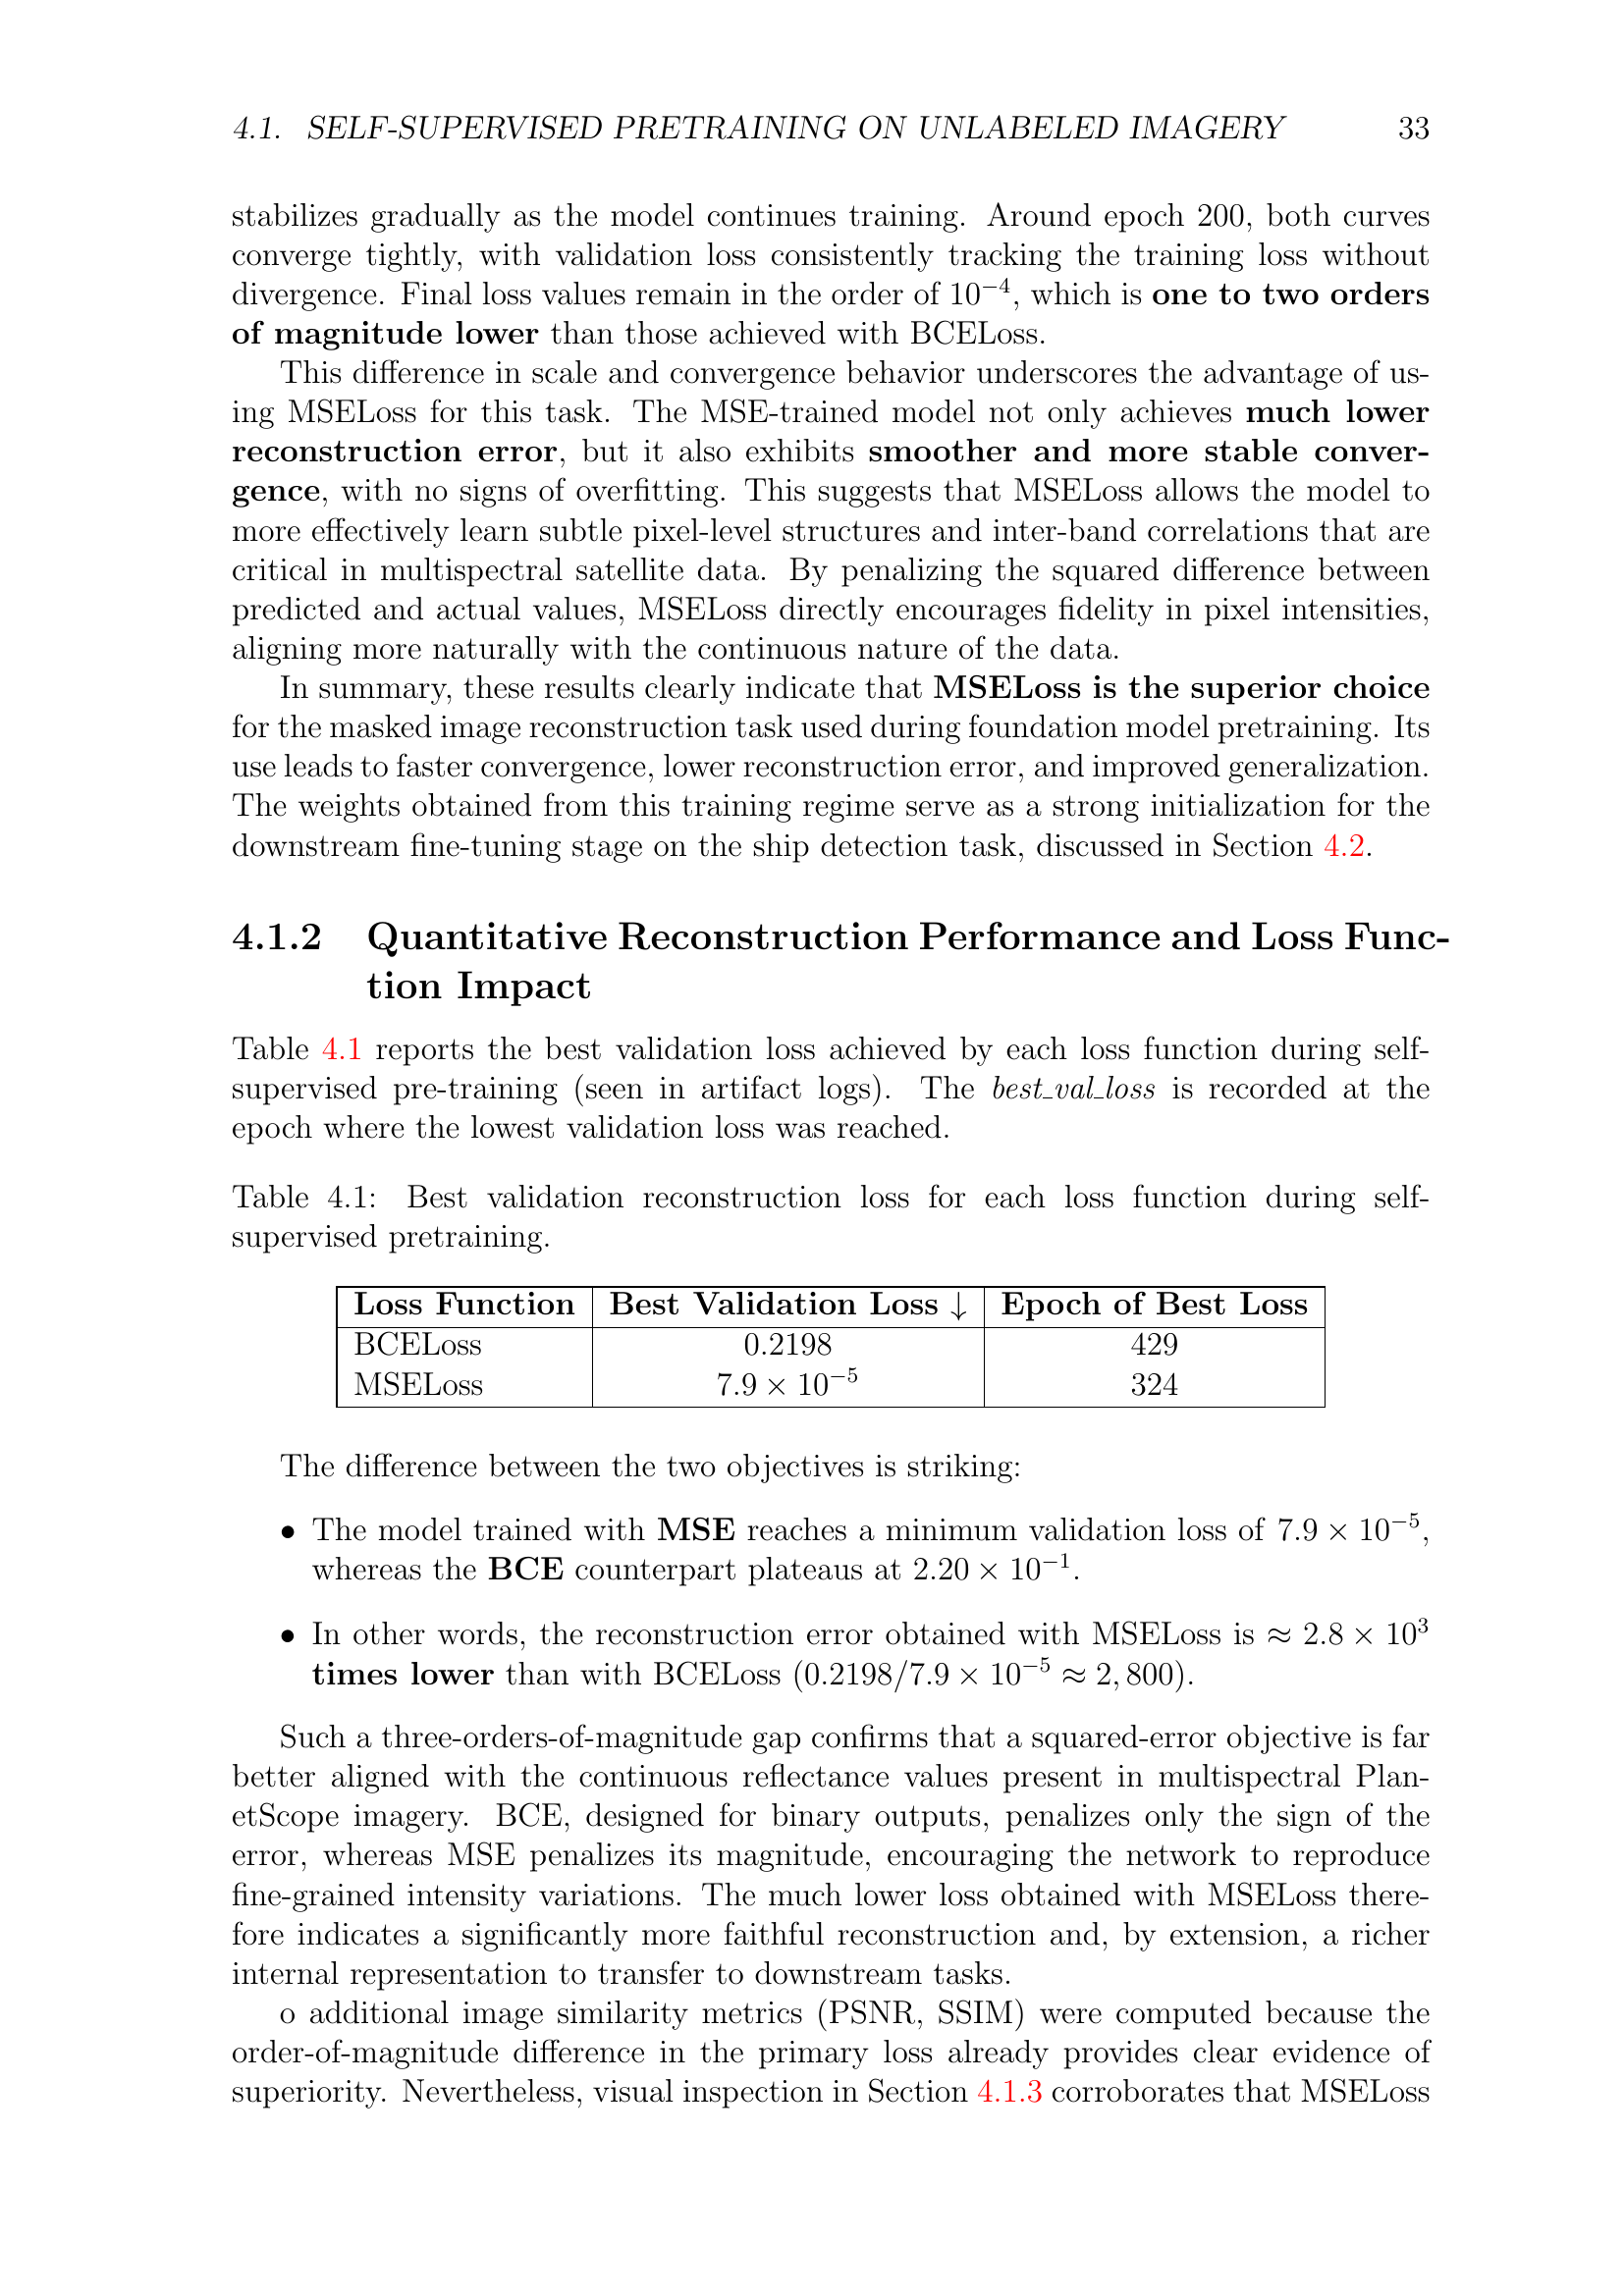 4.1. SELF-SUPERVISED PRETRAINING ON UNLABELED IMAGERY 33
stabilizes gradually as the model continues training. Around epoch 200, both curves
converge tightly, with validation loss consistently tracking the training loss without
divergence. Final loss values remain in the order of 10⁻⁴, which is one to two orders
of magnitude lower than those achieved with BCELoss.
This difference in scale and convergence behavior underscores the advantage of us-
ing MSELoss for this task. The MSE-trained model not only achieves much lower
reconstruction error, but it also exhibits smoother and more stable conver-
gence, with no signs of overfitting. This suggests that MSELoss allows the model to
more effectively learn subtle pixel-level structures and inter-band correlations that are
critical in multispectral satellite data. By penalizing the squared difference between
predicted and actual values, MSELoss directly encourages fidelity in pixel intensities,
aligning more naturally with the continuous nature of the data.
In summary, these results clearly indicate that MSELoss is the superior choice
for the masked image reconstruction task used during foundation model pretraining. Its
use leads to faster convergence, lower reconstruction error, and improved generalization.
The weights obtained from this training regime serve as a strong initialization for the
downstream fine-tuning stage on the ship detection task, discussed in Section 4.2.
4.1.2 Quantitative Reconstruction Performance and Loss Func-
tion Impact
Table 4.1 reports the best validation loss achieved by each loss function during self-
supervised pre-training (seen in artifact logs). The best_val_loss is recorded at the
epoch where the lowest validation loss was reached.
Table 4.1: Best validation reconstruction loss for each loss function during self-
supervised pretraining.
Loss Function Best Validation Loss ↓ Epoch of Best Loss
BCELoss 0.2198 429
MSELoss 7.9 × 10⁻⁵ 324
The difference between the two objectives is striking:
• The model trained with MSE reaches a minimum validation loss of 7.9 × 10⁻⁵,
whereas the BCE counterpart plateaus at 2.20 × 10⁻¹.
• In other words, the reconstruction error obtained with MSELoss is ≈ 2.8 × 10³
times lower than with BCELoss (0.2198/7.9 × 10⁻⁵ ≈ 2, 800).
Such a three-orders-of-magnitude gap confirms that a squared-error objective is far
better aligned with the continuous reflectance values present in multispectral Plan-
etScope imagery. BCE, designed for binary outputs, penalizes only the sign of the
error, whereas MSE penalizes its magnitude, encouraging the network to reproduce
fine-grained intensity variations. The much lower loss obtained with MSELoss there-
fore indicates a significantly more faithful reconstruction and, by extension, a richer
internal representation to transfer to downstream tasks.
o additional image similarity metrics (PSNR, SSIM) were computed because the
order-of-magnitude difference in the primary loss already provides clear evidence of
superiority. Nevertheless, visual inspection in Section 4.1.3 corroborates that MSELoss